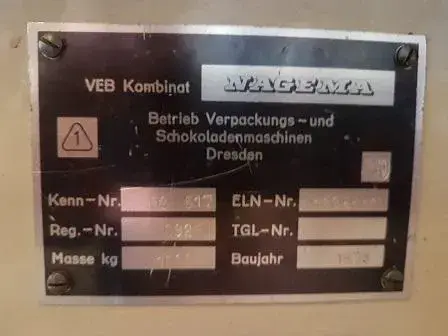 VEB Kombinat NAGEMA
Betrieb Verpackungs-und
Schokoladenmaschinen
Dresden
1
Kenn-Nr. ELN-Nr.
Reg.-Nr. TGL-Nr.
Masse kg Baujahr